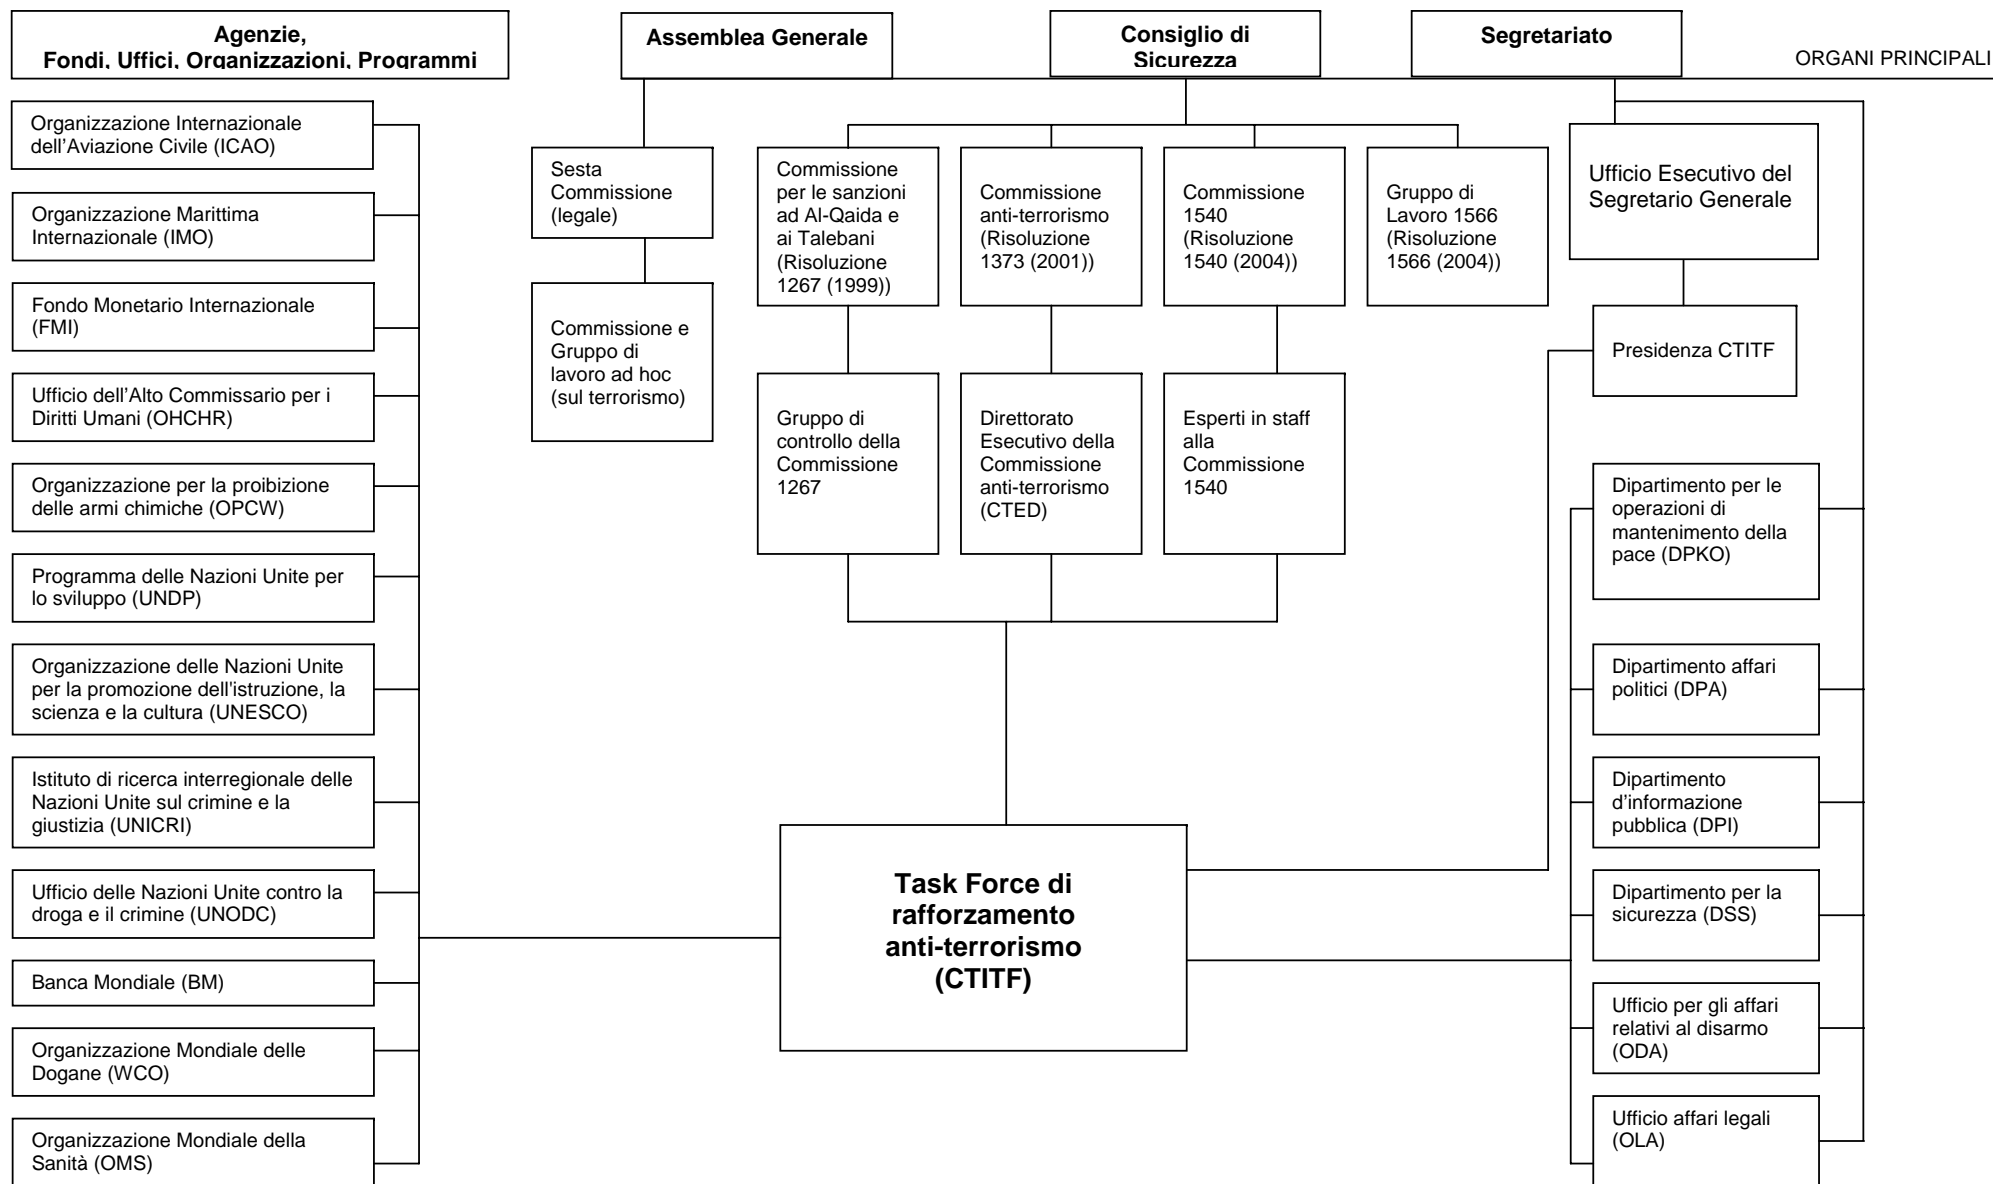 Agenzie,
Fondi, Uffici, Organizzazioni, Programmi
Assemblea Generale
Consiglio di
Sicurezza
Segretariato
ORGANI PRINCIPALI
Organizzazione Internazionale
dell’Aviazione Civile (ICAO)
Organizzazione Marittima
Internazionale (IMO)
Fondo Monetario Internazionale
(FMI)
Ufficio dell’Alto Commissario per i
Diritti Umani (OHCHR)
Organizzazione per la proibizione
delle armi chimiche (OPCW)
Programma delle Nazioni Unite per
lo sviluppo (UNDP)
Organizzazione delle Nazioni Unite
per la promozione dell'istruzione, la
scienza e la cultura (UNESCO)
Istituto di ricerca interregionale delle
Nazioni Unite sul crimine e la
giustizia (UNICRI)
Ufficio delle Nazioni Unite contro la
droga e il crimine (UNODC)
Banca Mondiale (BM)
Organizzazione Mondiale delle
Dogane (WCO)
Organizzazione Mondiale della
Sanità (OMS)
Sesta
Commissione
(legale)
Commissione e
Gruppo di
lavoro ad hoc
(sul terrorismo)
Commissione
per le sanzioni
ad Al-Qaida e
ai Talebani
(Risoluzione
1267 (1999))
Commissione
anti-terrorismo
(Risoluzione
1373 (2001))
Commissione
1540
(Risoluzione
1540 (2004))
Gruppo di
Lavoro 1566
(Risoluzione
1566 (2004))
Gruppo di
controllo della
Commissione
1267
Direttorato
Esecutivo della
Commissione
anti-terrorismo
(CTED)
Esperti in staff
alla
Commissione
1540
Task Force di
rafforzamento
anti-terrorismo
(CTITF)
Ufficio Esecutivo del
Segretario Generale
Presidenza CTITF
Dipartimento per le
operazioni di
mantenimento della
pace (DPKO)
Dipartimento affari
politici (DPA)
Dipartimento
d’informazione
pubblica (DPI)
Dipartimento per la
sicurezza (DSS)
Ufficio per gli affari
relativi al disarmo
(ODA)
Ufficio affari legali
(OLA)